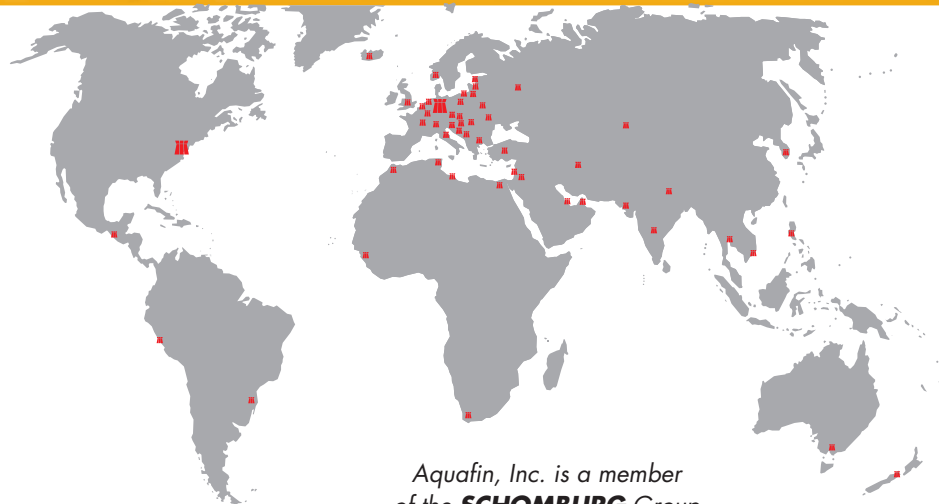 Aquafin, Inc. is a member
of the SCHOMBURG Group